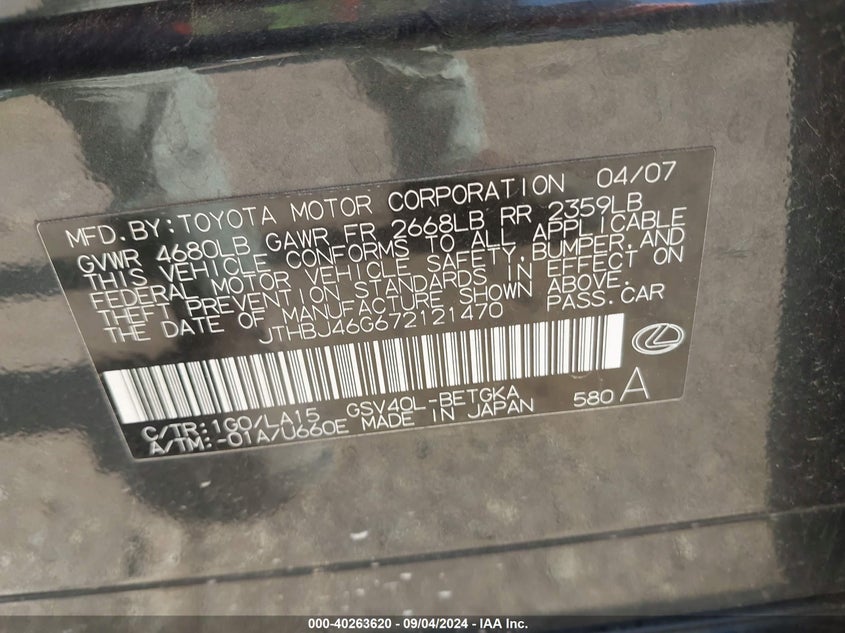 MFD.BY:TOYOTA MOTOR CORPORATION 04/07
GVWR 4680LB GAWR FR 2668LB RR 2359LB
THIS VEHICLE CONFORMS TO ALL APPLICABLE
FEDERAL MOTOR VEHICLE SAFETY,BUMPER,AND
THEFT PREVENTION STANDARDS IN EFFECT ON
THE DATE OF MANUFACTURE SHOWN ABOVE.
JTHBJ46G672121470 PASS.CAR
C/TR:1G0/LA15 GSV40L-BETGKA 580 A
A/TM:-01A/U660E MADE IN JAPAN
000-40263620 - 09/04/2024 - IAA Inc.